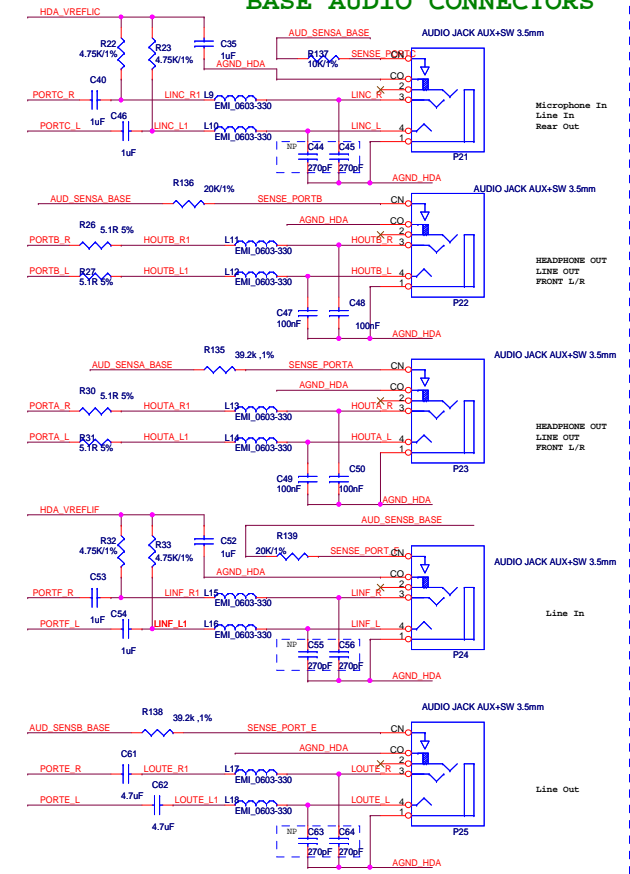 BASE AUDIO CONNECTORS
HDA_VREFLIC
AUD_SENSA_BASE
AUDIO JACK AUX+SW 3.5mm
R22
4.75K/1%
R23
4.75K/1%
C35
1uF
AGND_HDA
R137
10K/1%
SENSE_PORTC
CN
CO
2
3
4
1
C40
1uF
PORTC_R
LINC_R1
L9
EMI_0603-330
LINC_R
C46
1uF
PORTC_L
LINC_L1
L10
EMI_0603-330
LINC_L
NP
C44
270pF
C45
270pF
AGND_HDA
P21
Microphone In
Line In
Rear Out
R136
20K/1%
AUD_SENSA_BASE
SENSE_PORTB
AUDIO JACK AUX+SW 3.5mm
AGND_HDA
CN
CO
2
3
4
1
R26
5.1R 5%
PORTB_R
HOUTB_R1
L11
EMI_0603-330
HOUTB_R
PORTB_L
R27
5.1R 5%
HOUTB_L1
L12
EMI_0603-330
HOUTB_L
C47
100nF
C48
100nF
AGND_HDA
P22
HEADPHONE OUT
LINE OUT
FRONT L/R
R135
39.2k ,1%
AUD_SENSA_BASE
SENSE_PORTA
AUDIO JACK AUX+SW 3.5mm
AGND_HDA
CN
CO
2
3
4
1
R30
5.1R 5%
PORTA_R
HOUTA_R1
L13
EMI_0603-330
HOUTA_R
PORTA_L
R31
5.1R 5%
HOUTA_L1
L14
EMI_0603-330
HOUTA_L
C49
100nF
C50
100nF
AGND_HDA
P23
HEADPHONE OUT
LINE OUT
FRONT L/R
HDA_VREFLIF
AUD_SENSB_BASE
R32
4.75K/1%
R33
4.75K/1%
C52
1uF
AGND_HDA
R139
20K/1%
SENSE_PORT_F
AUDIO JACK AUX+SW 3.5mm
CN
CO
2
3
4
1
C53
1uF
PORTF_R
LINF_R1
L15
EMI_0603-330
LINF_R
C54
1uF
PORTF_L
LINF_L1
L16
EMI_0603-330
LINF_L
NP
C55
270pF
C56
270pF
AGND_HDA
P24
Line In
R138
39.2k ,1%
AUD_SENSB_BASE
SENSE_PORT_E
AUDIO JACK AUX+SW 3.5mm
AGND_HDA
CN
CO
2
3
4
1
C61
4.7uF
PORTE_R
LOUTE_R1
L17
EMI_0603-330
LOUTE_R
C62
4.7uF
PORTE_L
LOUTE_L1
L18
EMI_0603-330
LOUTE_L
NP
C63
270pF
C64
270pF
AGND_HDA
P25
Line Out